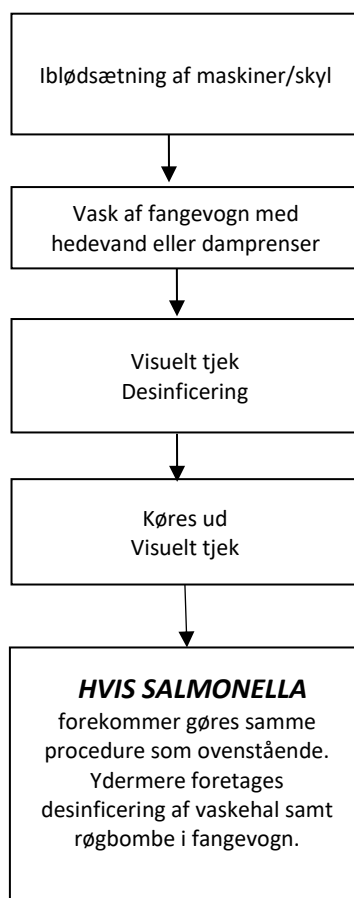 Iblødsætning af maskiner/skyl
Vask af fangevogn med
hedevand eller damprenser
Visuelt tjek
Desinficering
Køres ud
Visuelt tjek
HVIS SALMONELLA
forekommer gøres samme
procedure som ovenstående.
Ydermere foretages
desinficering af vaskehal samt
røgbombe i fangevogn.